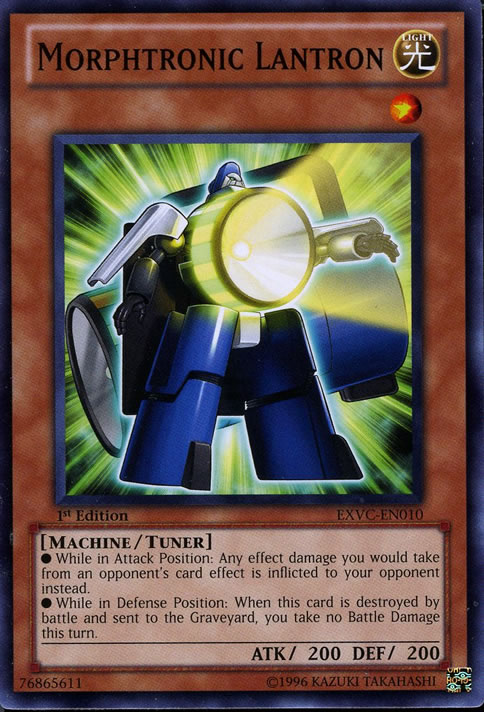 MORPHTRONIC LANTRON
LIGHT
光
1st Edition
EXVC-EN010
[MACHINE/TUNER]
● While in Attack Position: Any effect damage you would take
from an opponent's card effect is inflicted to your opponent
instead.
● While in Defense Position: When this card is destroyed by
battle and sent to the Graveyard, you take no Battle Damage
this turn.
ATK/ 200 DEF/ 200
76865611
©1996 KAZUKI TAKAHASHI